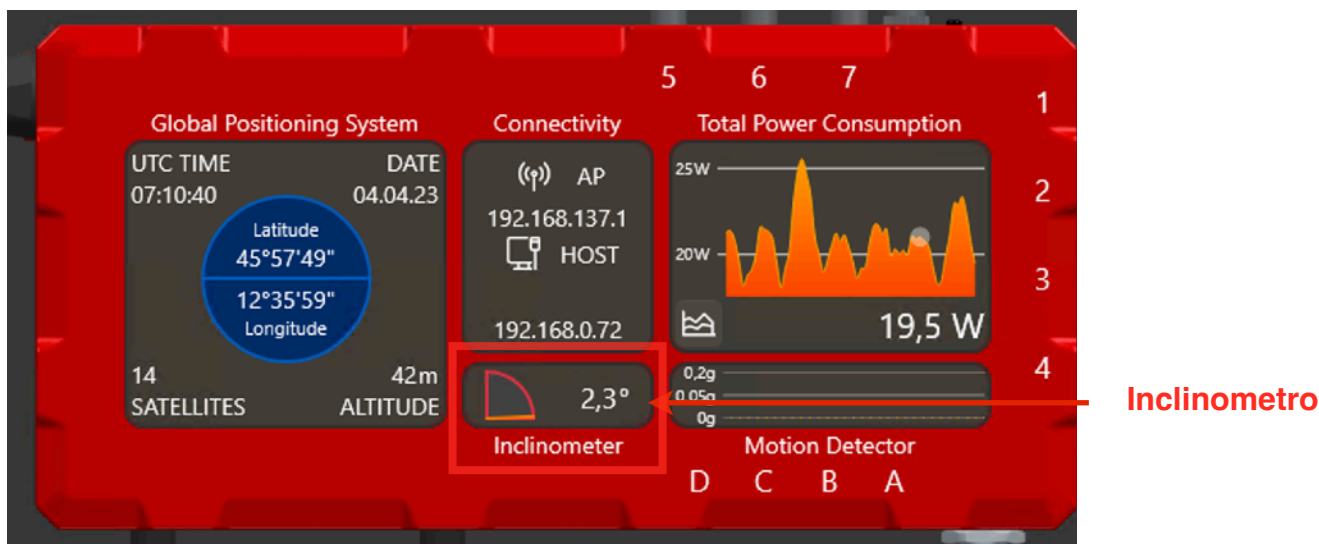 5 6 7
1
2
3
4
Global Positioning System
UTC TIME DATE
07:10:40 04.04.23
Latitude
45°57'49"
12°35'59"
Longitude
14 42m
SATELLITES ALTITUDE
Connectivity
AP
192.168.137.1
HOST
192.168.0.72
Total Power Consumption
25W
20W
19,5 W
2,3°
Inclinometer
0,2g
0,05g
0g
Motion Detector
D C B A
Inclinometro